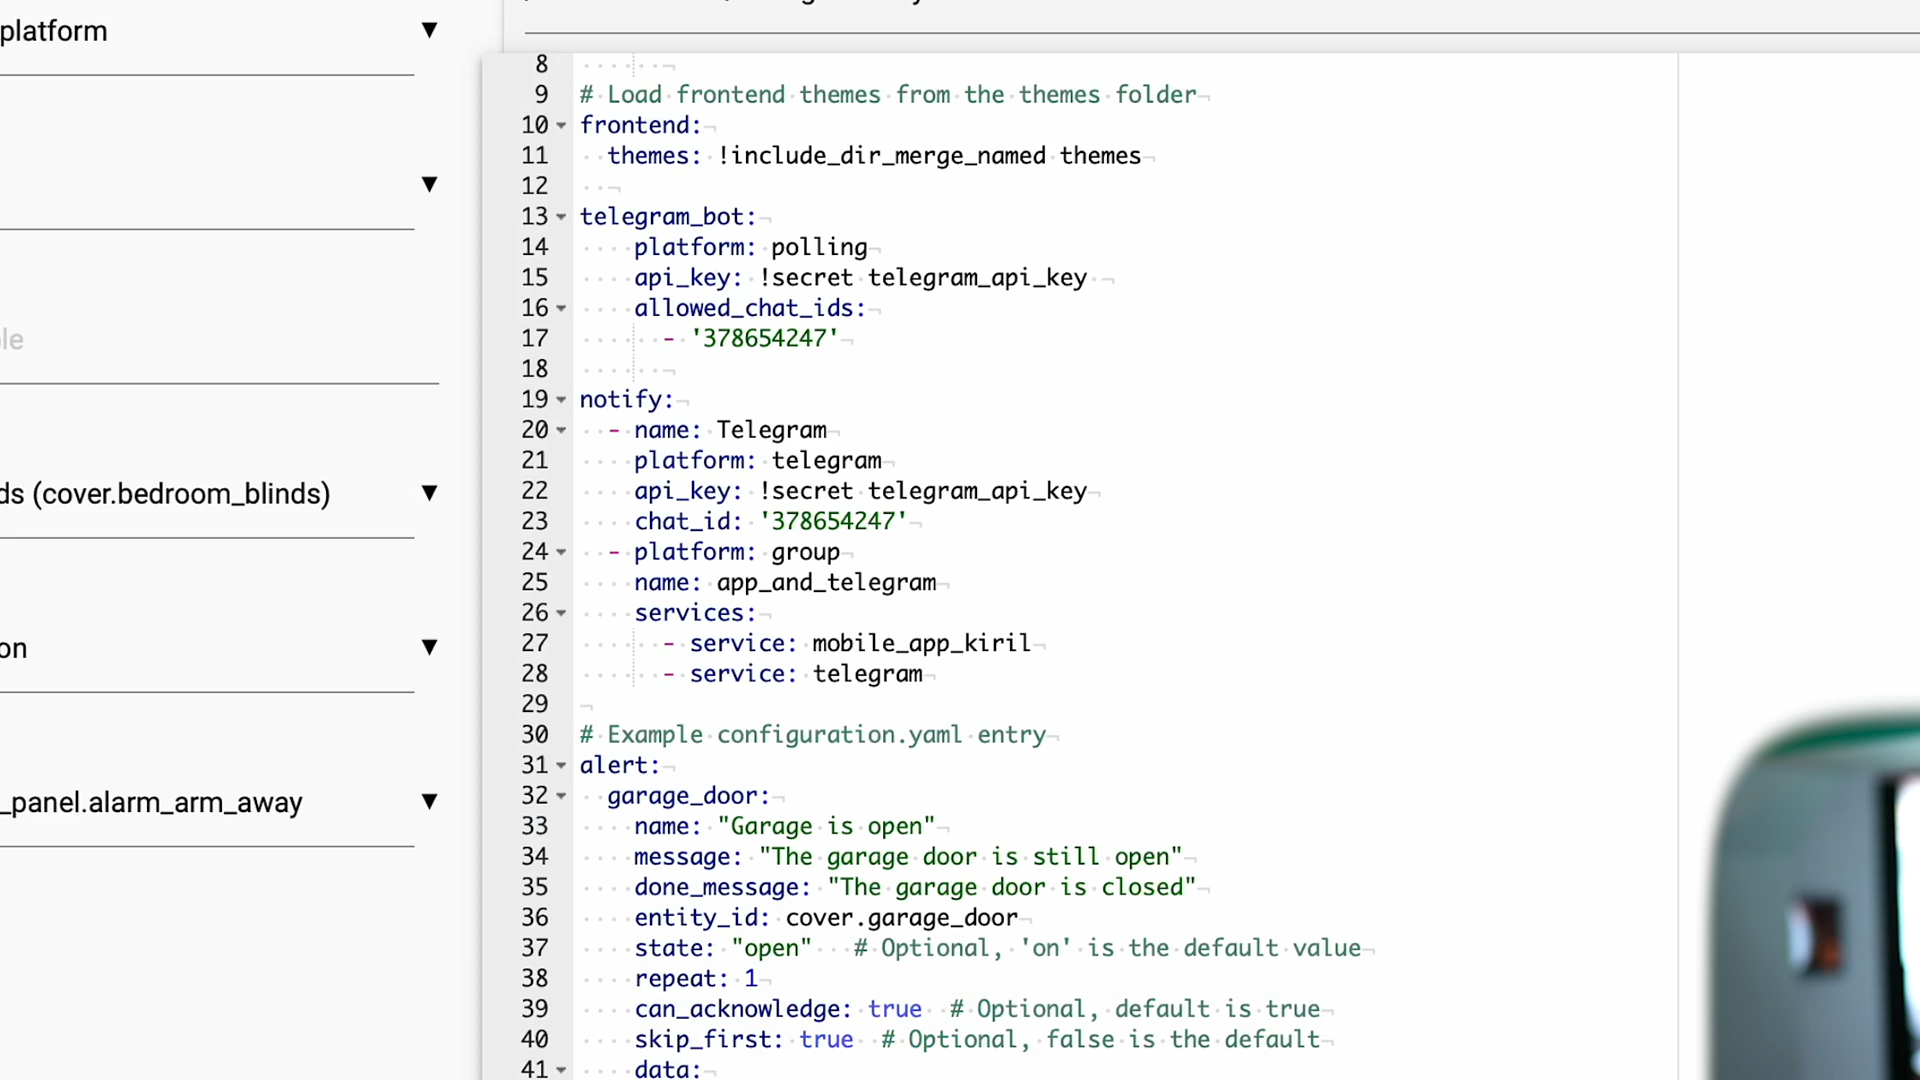 platform
ble
ds (cover.bedroom_blinds)
on
_panel.alarm_arm_away
8
9 # Load frontend themes from the themes folder
10 frontend:
11 themes: !include_dir_merge_named themes
12
13 telegram_bot:
14 platform: polling
15 api_key: !secret telegram_api_key
16 allowed_chat_ids:
17 - '378654247'
18
19 notify:
20 - name: Telegram
21 platform: telegram
22 api_key: !secret telegram_api_key
23 chat_id: '378654247'
24 - platform: group
25 name: app_and_telegram
26 services:
27 - service: mobile_app_kiril
28 - service: telegram
29
30 # Example configuration.yaml entry
31 alert:
32 garage_door:
33 name: "Garage is open"
34 message: "The garage door is still open"
35 done_message: "The garage door is closed"
36 entity_id: cover.garage_door
37 state: "open" # Optional, 'on' is the default value
38 repeat: 1
39 can_acknowledge: true # Optional, default is true
40 skip_first: true # Optional, false is the default
41 data: